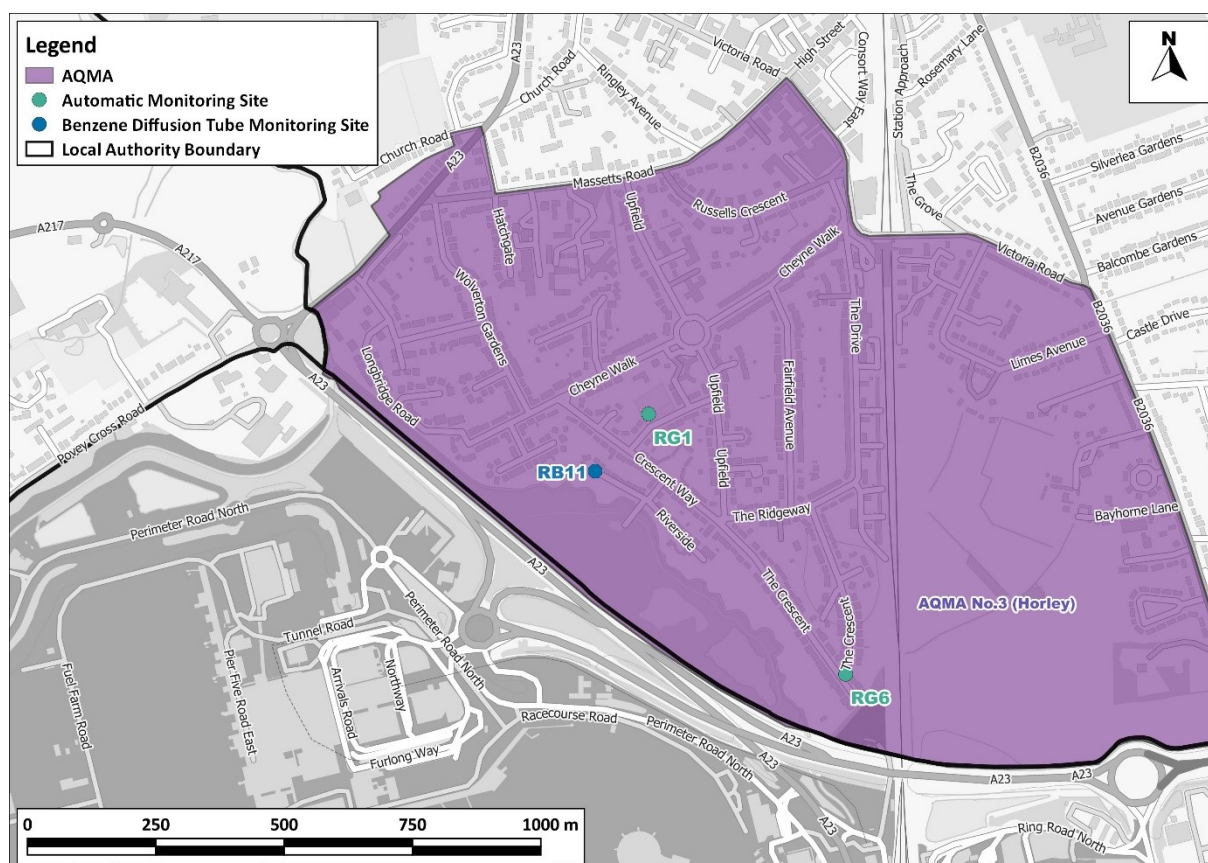 Legend
AQMA
Automatic Monitoring Site
Benzene Diffusion Tube Monitoring Site
Local Authority Boundary
N
A23
Church Road
Victoria Road
High Street
Consort Way East
Station Approach
Rosemary Lane
Ringley Avenue
Church Road
A23
Massetts Road
B2036
Silverlea Gardens
Avenue Gardens
Balcombe Gardens
The Grove
Victoria Road
Russells Crescent
Upfield
Hatchgate
Cheyne Walk
A217
A217
Wolverton Gardens
Longbridge Road
The Drive
B2036
Castle Drive
Limes Avenue
Cheyne Walk
Fairfield Avenue
Upfield
A23
Povey Cross Road
RG1
B2036
RB11
Crescent Way
Upfield
The Ridgeway
Riverside
Bayhorne Lane
Perimeter Road North
A23
The Crescent
The Crescent
AQMA No.3 (Horley)
Tunnel Road
Perimeter Road North
Fuel Farm Road
Pier Five Road East
Arrivals Road
Northway
RG6
Racecourse Road
Perimeter Road North
Furlong Way
A23
A23
A23
A23
A23
Ring Road North
0 250 500 750 1000 m